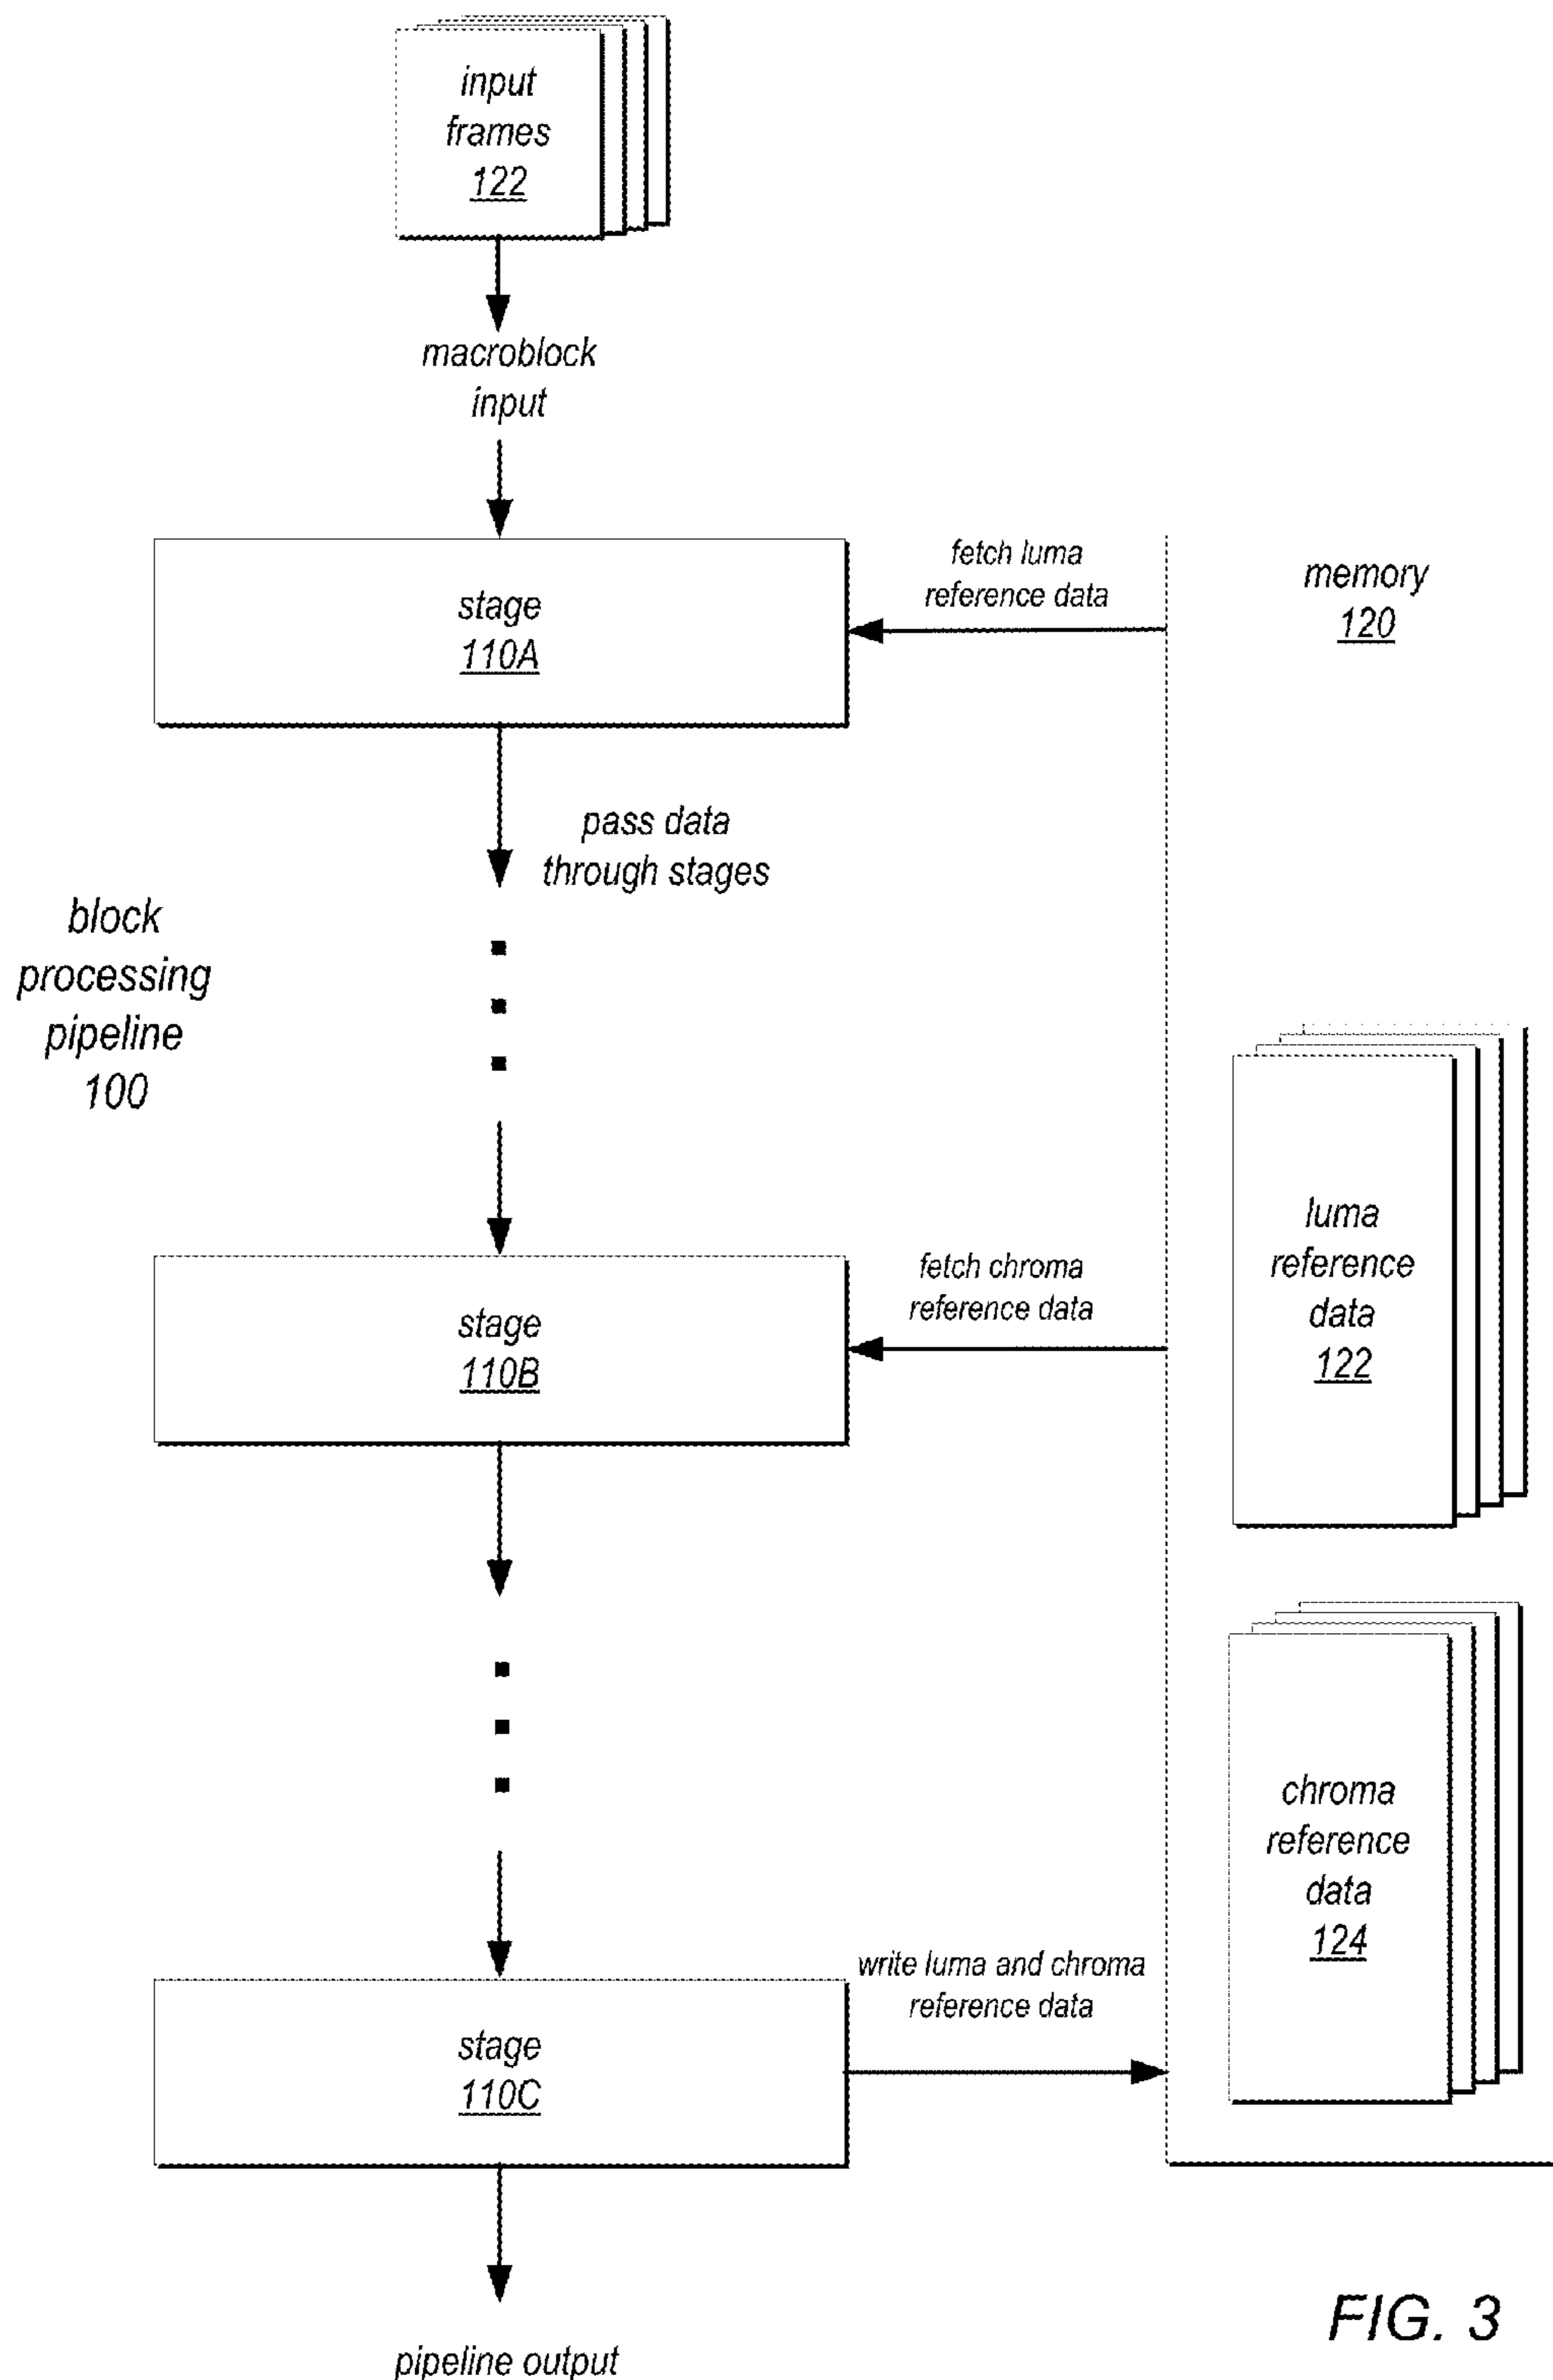 input
frames
122
macroblock
input
fetch luma
reference data
memory
120
stage
110A
pass data
through stages
block
processing
pipeline
100
luma
reference
data
122
fetch chroma
reference data
stage
110B
chroma
reference
data
124
write luma and chroma
reference data
stage
110C
FIG. 3
pipeline output